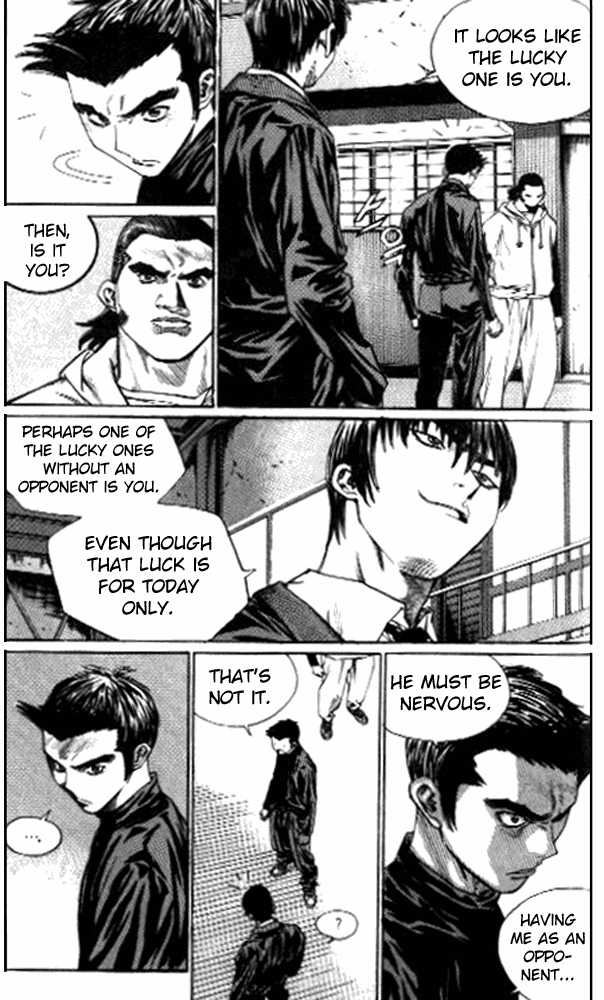 IT LOOKS LIKE
THE LUCKY
ONE IS YOU.
THEN,
IS IT
YOU?
PERHAPS ONE OF
THE LUCKY ONES
WITHOUT AN
OPPONENT IS YOU.
EVEN THOUGH
THAT LUCK IS
FOR TODAY
ONLY.
...
THAT'S
NOT IT.
?
HE MUST BE
NERVOUS.
HAVING
ME AS AN
OPPO-
NENT...